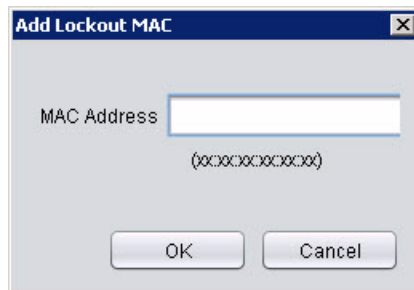 Add Lockout MAC
MAC Address
(xx:xx:xx:xx:xx:xx)
OK Cancel